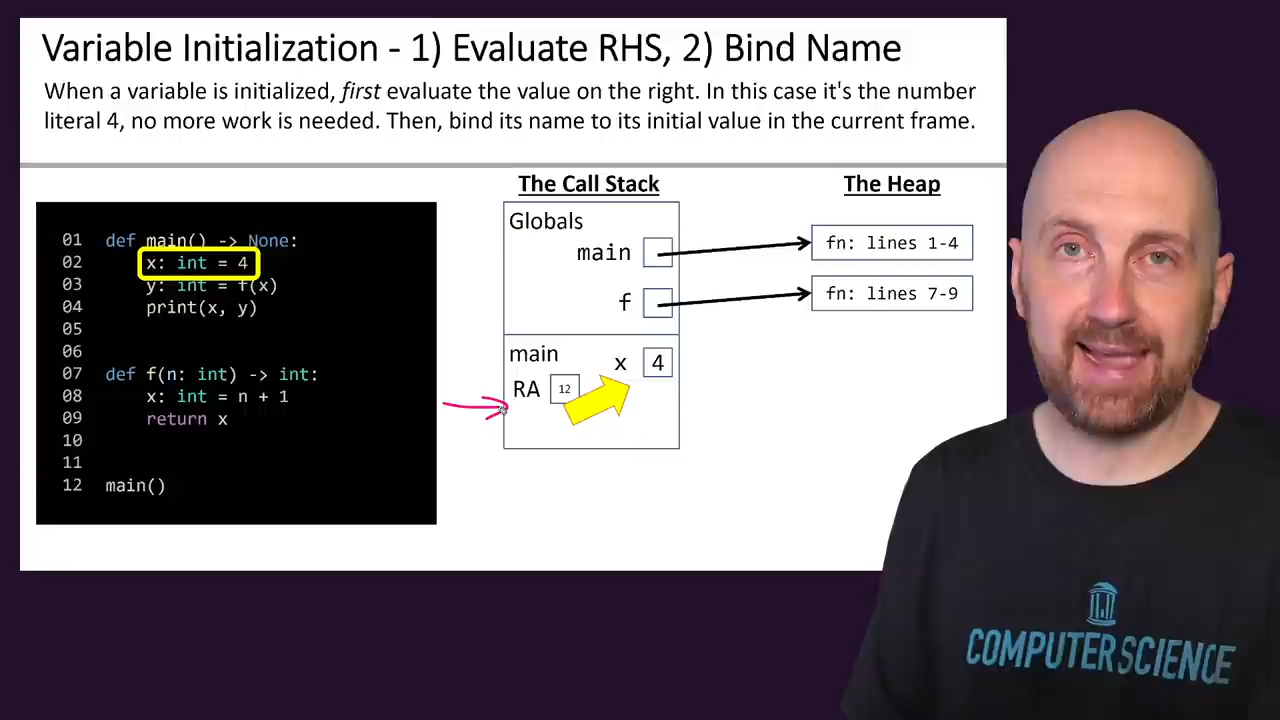 Variable Initialization - 1) Evaluate RHS, 2) Bind Name
When a variable is initialized, first evaluate the value on the right. In this case it's the number
literal 4, no more work is needed. Then, bind its name to its initial value in the current frame.
01 def main() -> None:
02 x: int = 4
03 y: int = f(x)
04 print(x, y)
05
06
07 def f(n: int) -> int:
08 x: int = n + 1
09 return x
10
11
12 main()
The Call Stack
Globals
main
f
main
x 4
RA 12
The Heap
fn: lines 1-4
fn: lines 7-9
COMPUTER SCIENCE